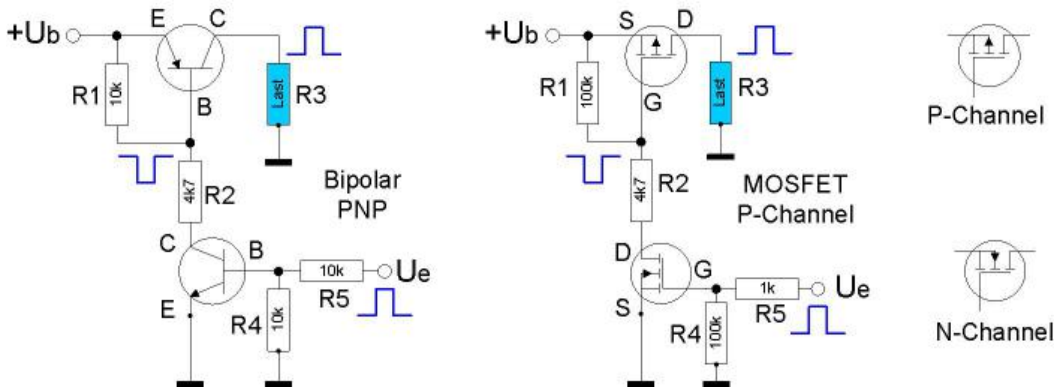 E C
+Ub
R1 10k
B
Last R3
4k7 R2
Bipolar
PNP
C
B
10k
Ue
R5
E
R4 10k
S D
+Ub
R1 100k
G
Last R3
4k7 R2
MOSFET
P-Channel
D
G
1k
Ue
R5
S
R4 100k
P-Channel
N-Channel